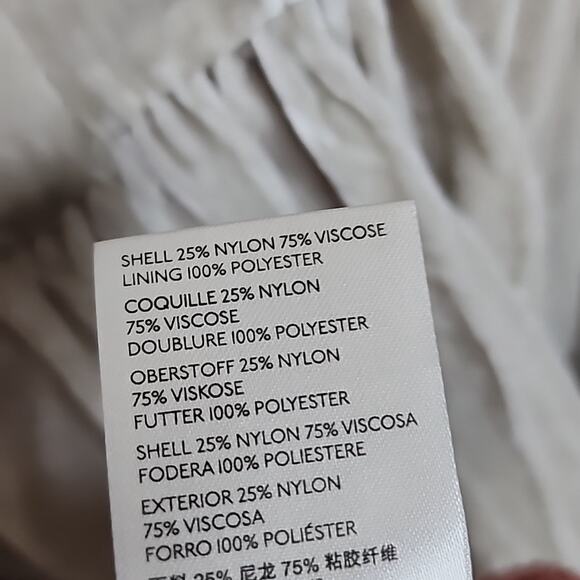 SHELL 25% NYLON 75% VISCOSE
LINING 100% POLYESTER
COQUILLE 25% NYLON
75% VISCOSE
DOUBLURE 100% POLYESTER
OBERSTOFF 25% NYLON
75% VISKOSE
FUTTER 100% POLYESTER
SHELL 25% NYLON 75% VISCOSA
FODERA 100% POLIESTERE
EXTERIOR 25% NYLON
75% VISCOSA
FORRO 100% POLIÉSTER
25% 尼龙 75% 粘胶纤维